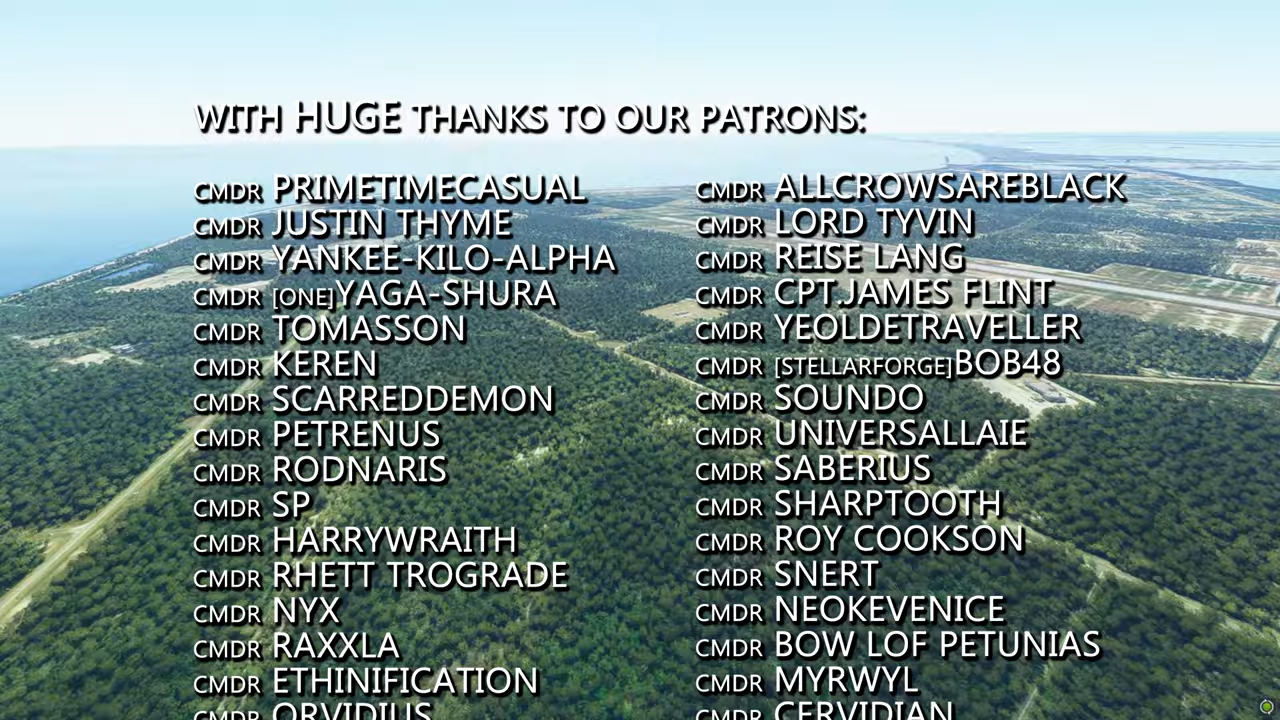 WITH HUGE THANKS TO OUR PATRONS:
CMDR PRIMETIMECASUAL
CMDR JUSTIN THYME
CMDR YANKEE-KILO-ALPHA
CMDR [ONE]YAGA-SHURA
CMDR TOMASSON
CMDR KEREN
CMDR SCARREDDEMON
CMDR PETRENUS
CMDR RODNARIS
CMDR SP
CMDR HARRYWRAITH
CMDR RHETT TROGRADE
CMDR NYX
CMDR RAXXLA
CMDR ETHINIFICATION
CMDR ORVIDIUS
CMDR ALLCROWSAREBLACK
CMDR LORD TYVIN
CMDR REISE LANG
CMDR CPT.JAMES FLINT
CMDR YEOLDETRAVELLER
CMDR [STELLARFORGE]BOB48
CMDR SOUNDO
CMDR UNIVERSALLAIE
CMDR SABERIUS
CMDR SHARPTOOTH
CMDR ROY COOKSON
CMDR SNERT
CMDR NEOKEVENICE
CMDR BOW LOF PETUNIAS
CMDR MYRWYL
CMDR CERVIDIAN